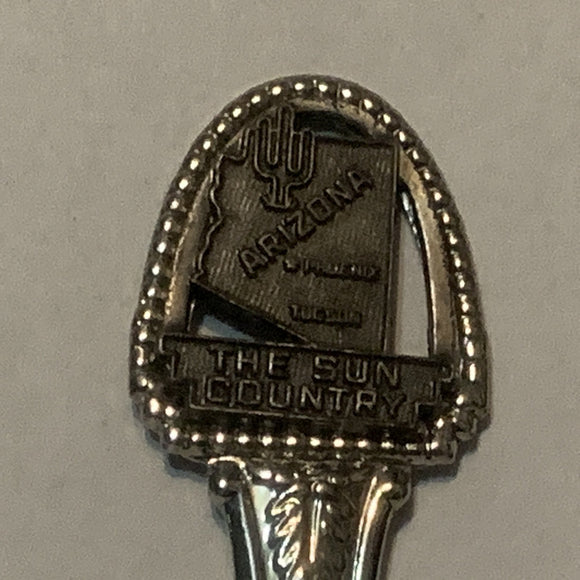 ARIZONA
PHOENIX
TUCSON
THE SUN
COUNTRY